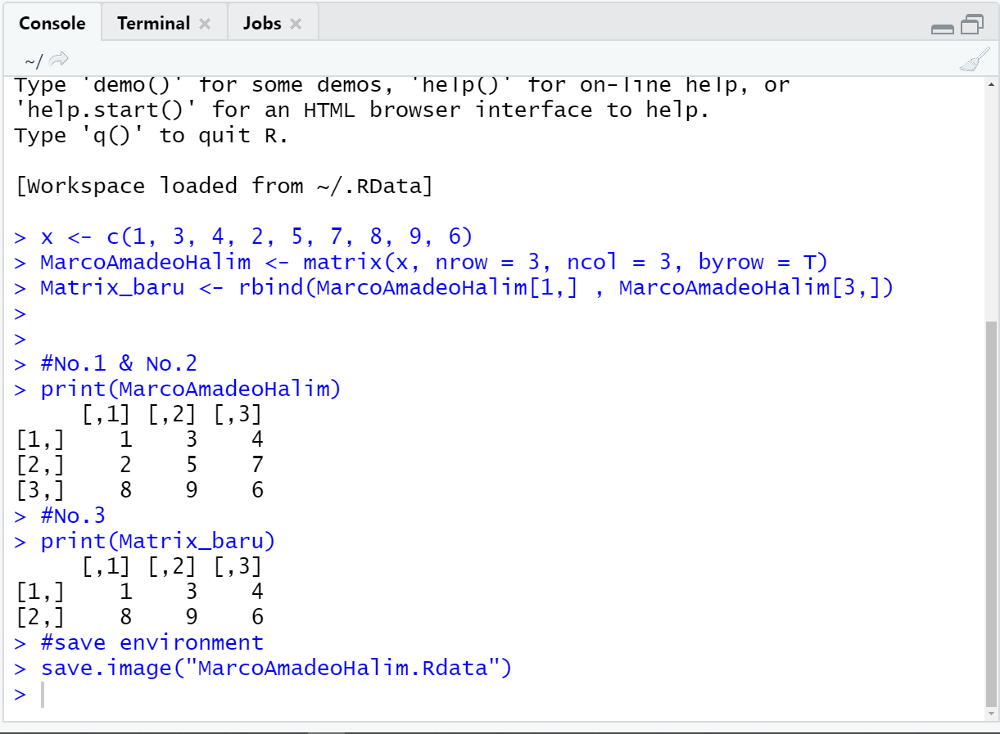 Console Terminal Jobs
~/
Type 'demo()' for some demos, 'help()' for on-line help, or
'help.start()' for an HTML browser interface to help.
Type 'q()' to quit R.
[Workspace loaded from ~/.RData]
> x <- c(1, 3, 4, 2, 5, 7, 8, 9, 6)
> MarcoAmadeoHalim <- matrix(x, nrow = 3, ncol = 3, byrow = T)
> Matrix_baru <- rbind(MarcoAmadeoHalim[1,] , MarcoAmadeoHalim[3,])
>
>
> #No.1 & No.2
> print(MarcoAmadeoHalim)
     [,1] [,2] [,3]
[1,]    1    3    4
[2,]    2    5    7
[3,]    8    9    6
> #No.3
> print(Matrix_baru)
     [,1] [,2] [,3]
[1,]    1    3    4
[2,]    8    9    6
> #save environment
> save.image("MarcoAmadeoHalim.Rdata")
>